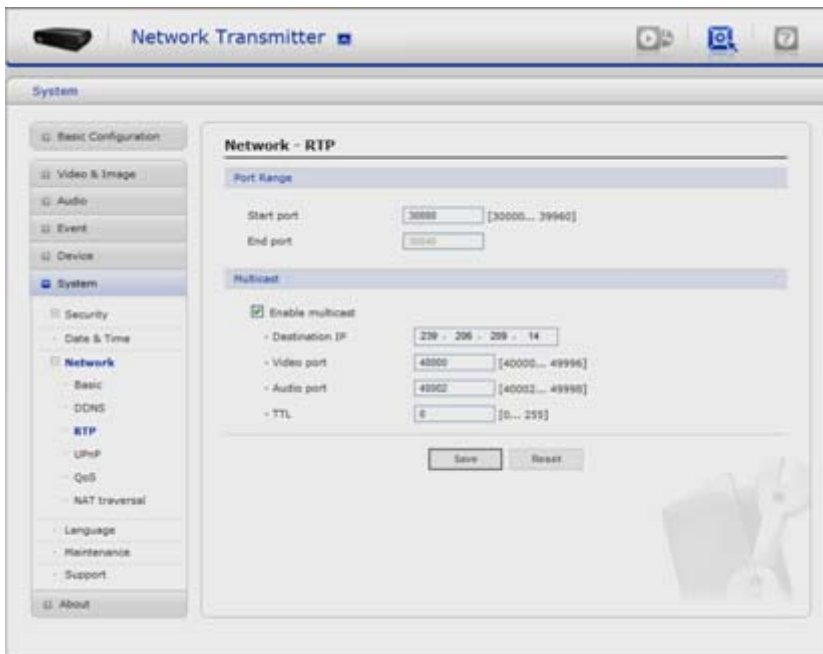 Network Transmitter
System
Basic Configuration
Video & Image
Audio
Event
Device
System
Security
Date & Time
Network
Basic
DDNS
RTP
UPnP
QoS
NAT traversal
Language
Maintenance
Support
About
Network - RTP
Port Range
Start port 30000 [30000... 39960]
End port
Multicast
Enable multicast
- Destination IP 239 . 206 . 209 . 14
- Video port 40000 [40000... 49996]
- Audio port 40002 [40002... 49998]
- TTL 0 [0... 255]
Save Reset